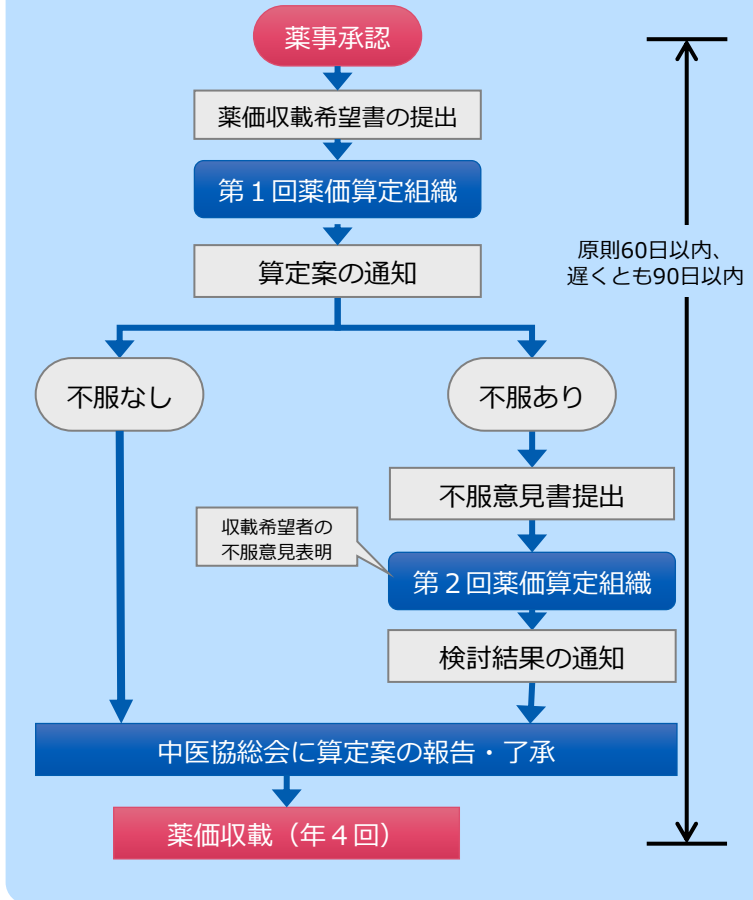 薬事承認
薬価収載希望書の提出
第１回薬価算定組織
算定案の通知
原則60日以内、
遅くとも90日以内
不服なし
不服あり
不服意見書提出
収載希望者の
不服意見表明
第２回薬価算定組織
検討結果の通知
中医協総会に算定案の報告・了承
薬価収載（年４回）